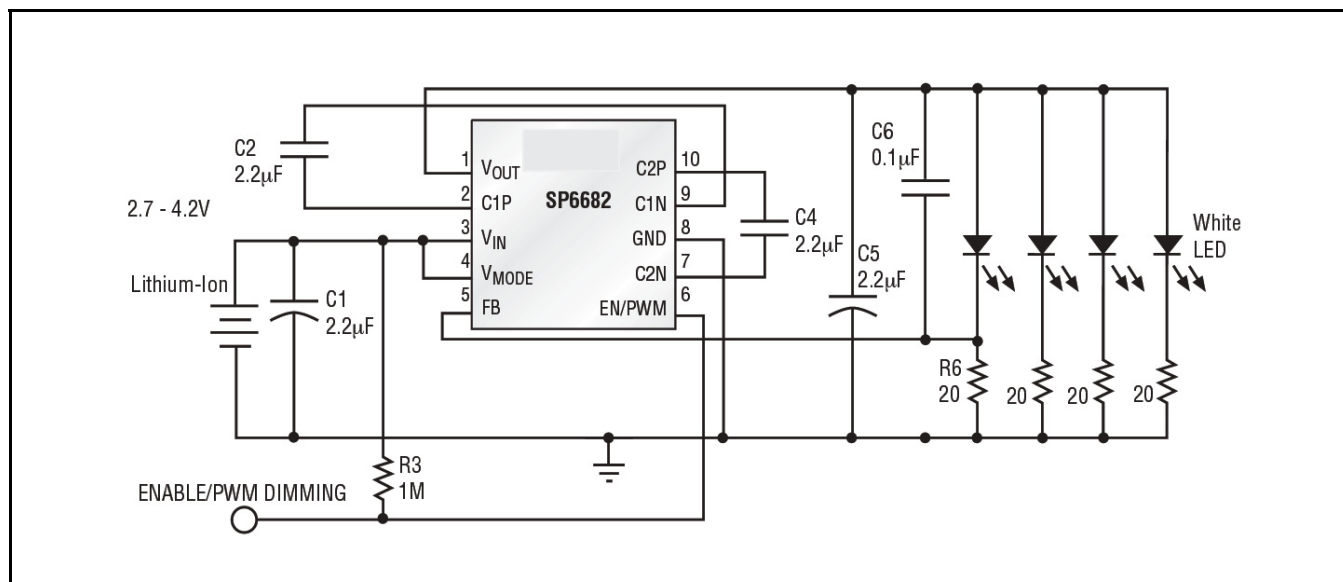 C2
2.2µF
2.7 - 4.2V
Lithium-Ion
C1
2.2µF
ENABLE/PWM DIMMING
R3
1M
1
VOUT
2
C1P
3
VIN
4
VMODE
5
FB
SP6682
C2P
10
C1N
9
GND
8
C2N
7
EN/PWM
6
C4
2.2µF
C5
2.2µF
C6
0.1µF
White
LED
R6
20
20
20
20